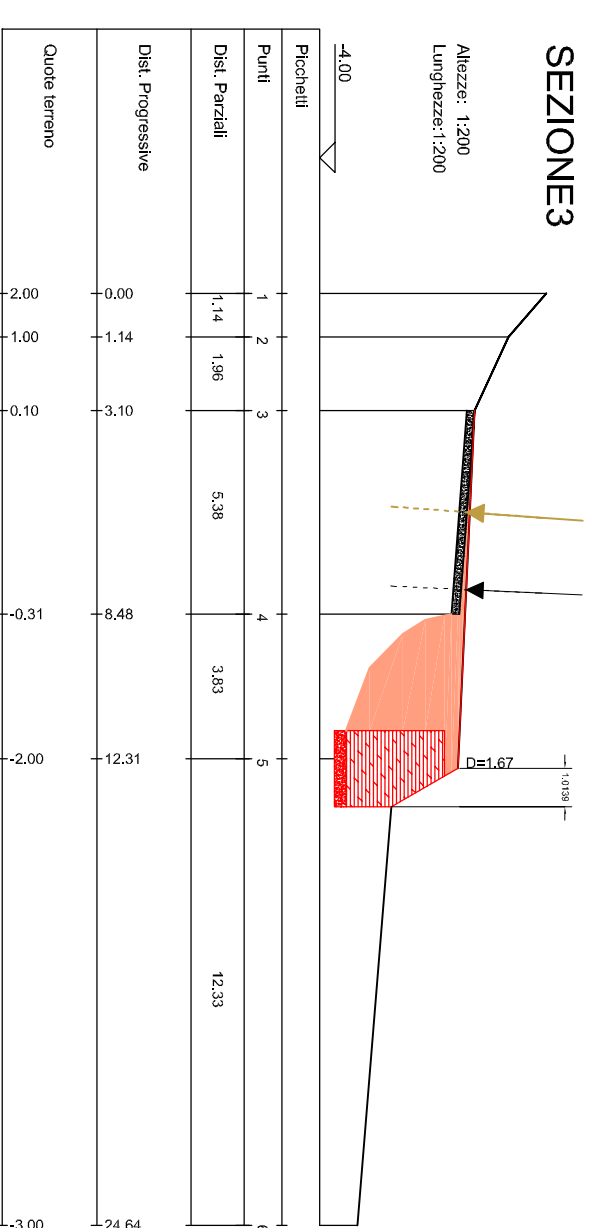 SEZIONE3
Altezze: 1:200
Lunghezze:1:200
-4.00
D=1.67
1.0139
Picchetti
Punti 1 2 3 4 5
Dist. Parziali 1.14 1.96 5.38 3.83 12.33
Dist. Progressive 0.00 1.14 3.10 8.48 12.31 24.64
Quote terreno 2.00 1.00 0.10 -0.31 -2.00 -3.00